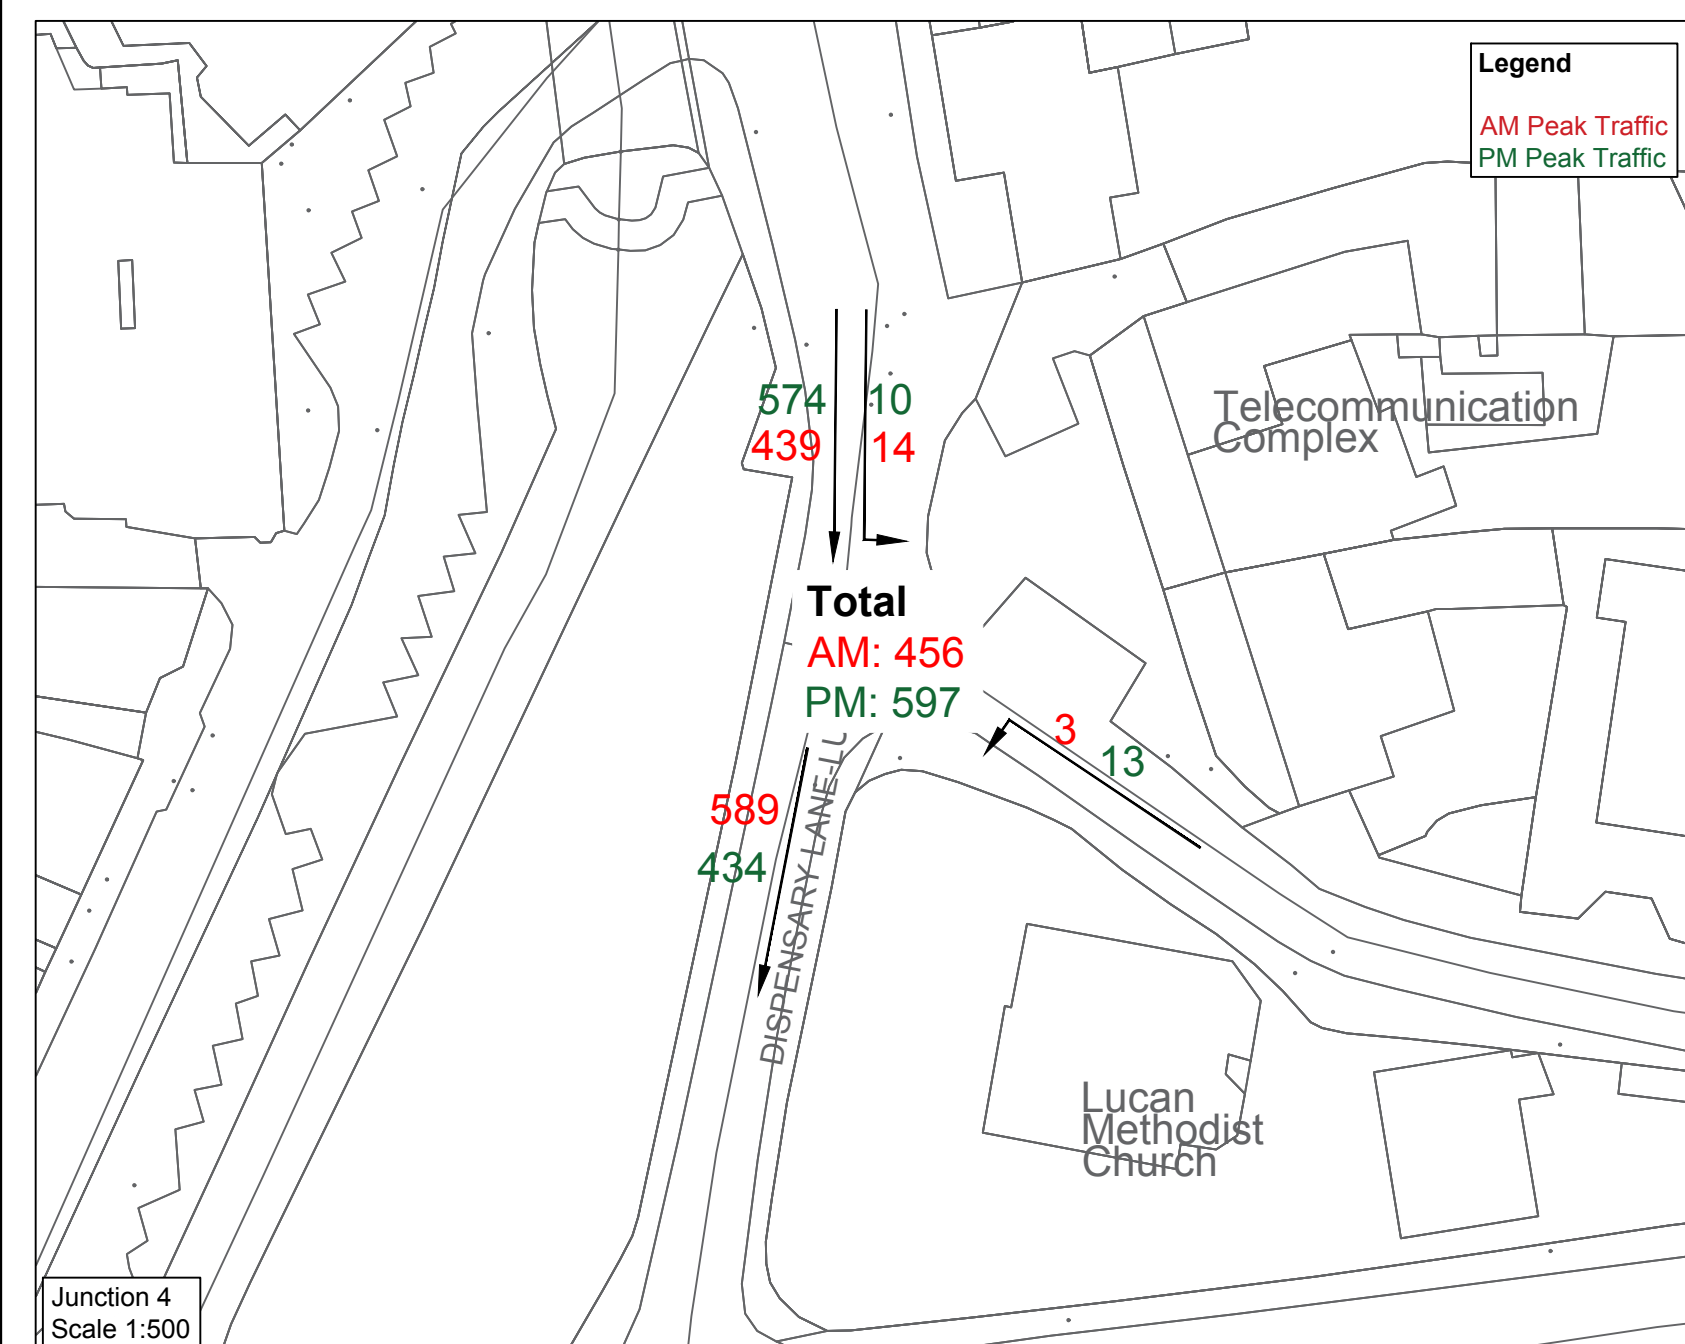 Legend
AM Peak Traffic
PM Peak Traffic
574
10
439
14
Telecommunication
Complex
Total
AM: 456
PM: 597
3
13
589
434
DISPENSARY LANE-LU
Lucan
Methodist
Church
Junction 4
Scale 1:500